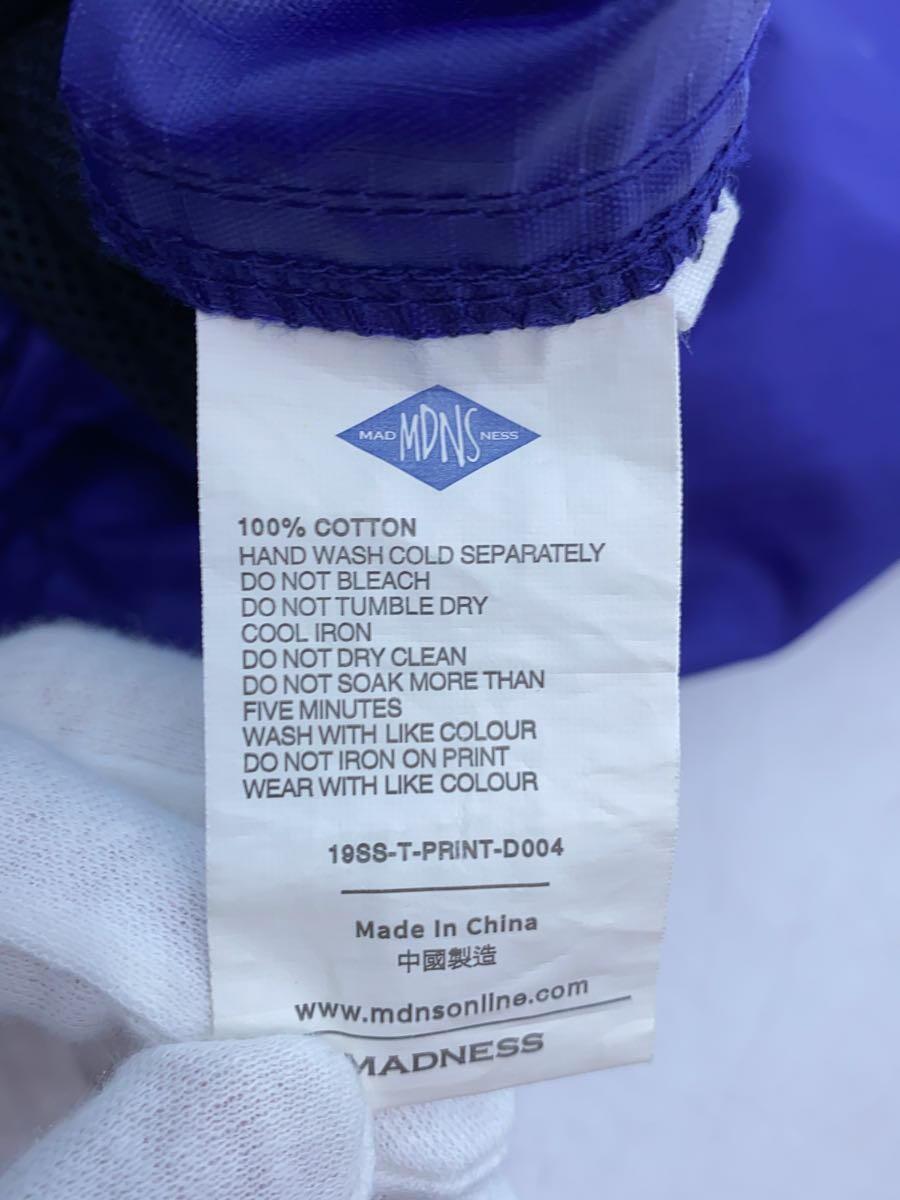 MAD MDNS NESS
100% COTTON
HAND WASH COLD SEPARATELY
DO NOT BLEACH
DO NOT TUMBLE DRY
COOL IRON
DO NOT DRY CLEAN
DO NOT SOAK MORE THAN
FIVE MINUTES
WASH WITH LIKE COLOUR
DO NOT IRON ON PRINT
WEAR WITH LIKE COLOUR
19SS-T-PRINT-D004
Made In China
中國製造
www.mdnsonline.com
MADNESS